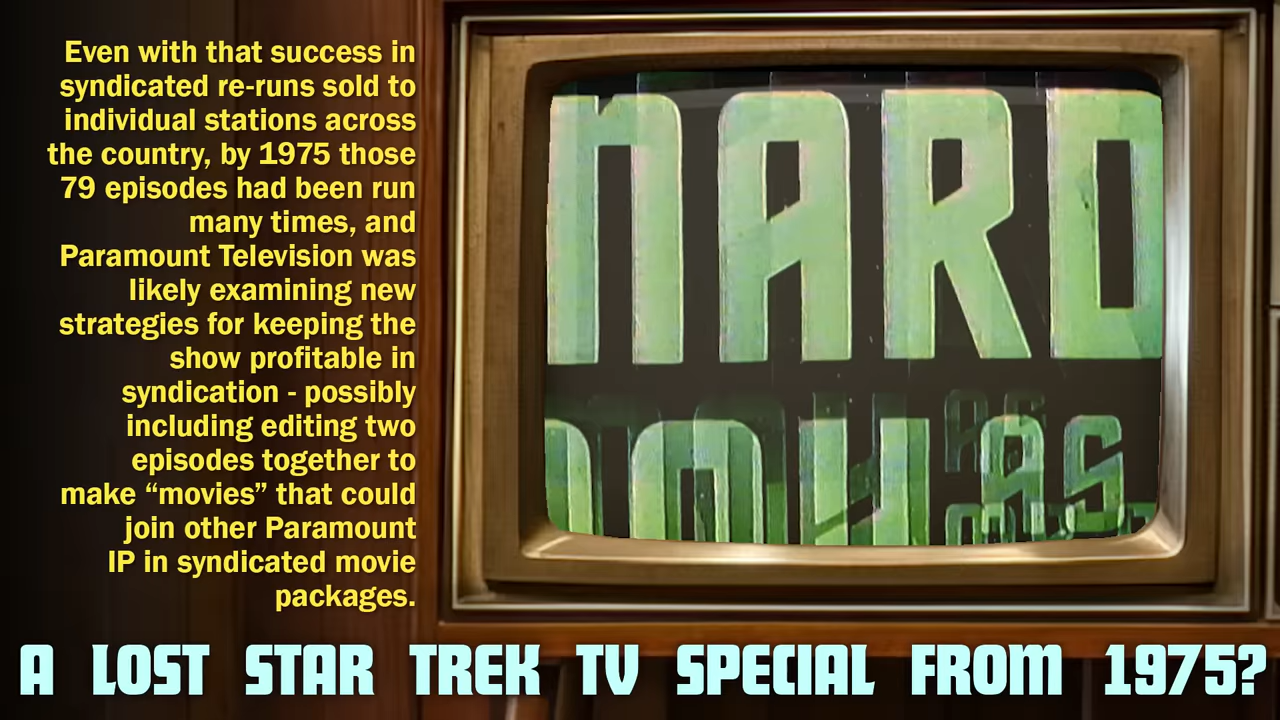 Even with that success in
syndicated re-runs sold to
individual stations across
the country, by 1975 those
79 episodes had been run
many times, and
Paramount Television was
likely examining new
strategies for keeping the
show profitable in
syndication - possibly
including editing two
episodes together to
make “movies” that could
join other Paramount
IP in syndicated movie
packages.
NARD
AS
A LOST STAR TREK TV SPECIAL FROM 1975?